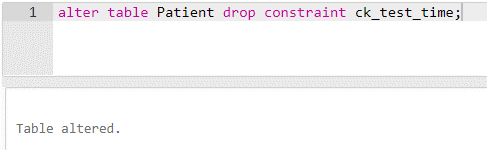 1 alter table Patient drop constraint ck_test_time;
Table altered.